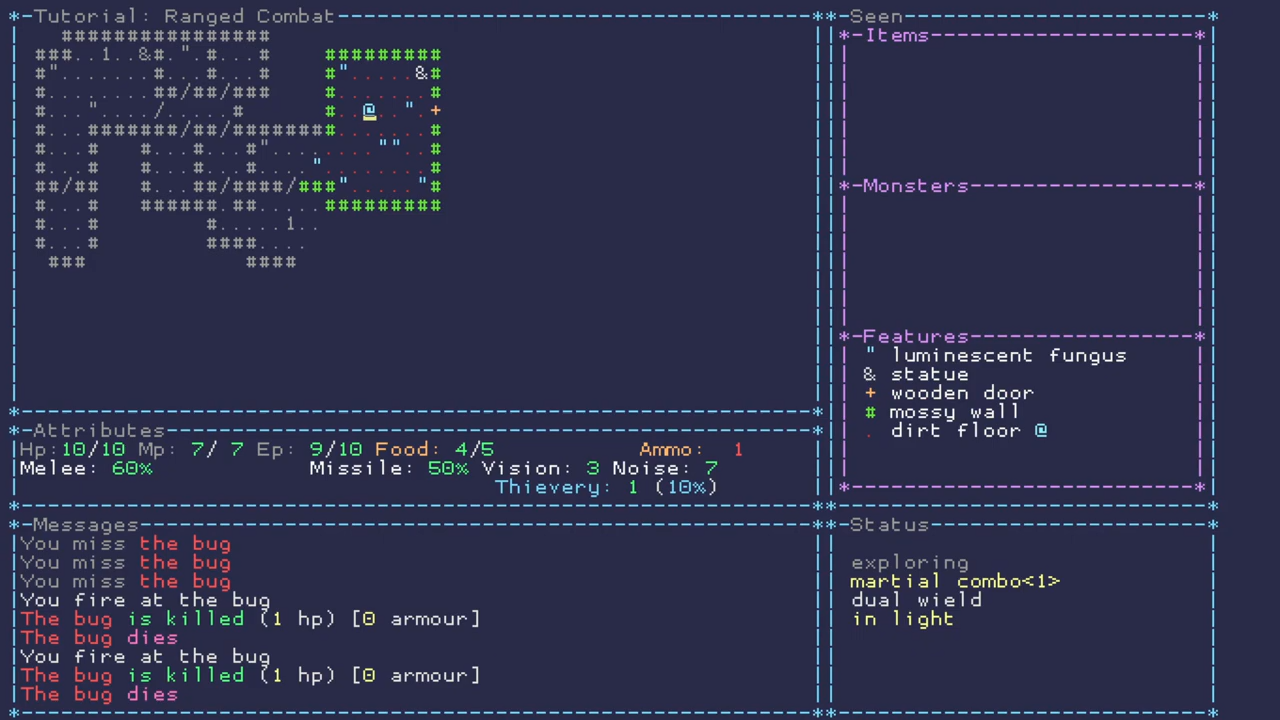 Tutorial: Ranged Combat
Seen
Items
Monsters
Features
" luminescent fungus
& statue
+ wooden door
# mossy wall
. dirt floor @
Attributes
Hp:10/10 Mp: 7/ 7 Ep: 9/10 Food: 4/5 Ammo: 1
Melee: 60% Missile: 50% Vision: 3 Noise: 7
Thievery: 1 (10%)
Messages
You miss the bug
You miss the bug
You miss the bug
You fire at the bug
The bug is killed (1 hp) [0 armour]
The bug dies
You fire at the bug
The bug is killed (1 hp) [0 armour]
The bug dies
Status
exploring
martial combo<1>
dual wield
in light